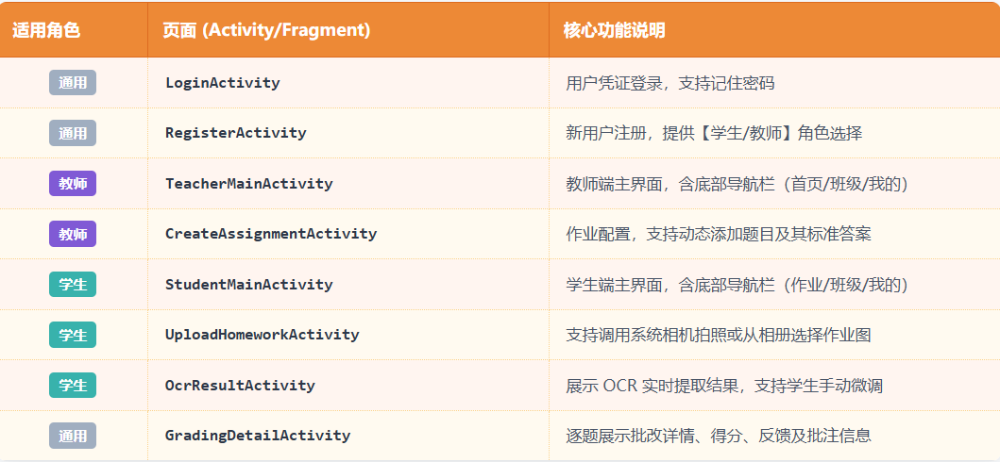 适用角色 页面 (Activity/Fragment) 核心功能说明
通用 LoginActivity 用户凭证登录，支持记住密码
通用 RegisterActivity 新用户注册，提供【学生/教师】角色选择
教师 TeacherMainActivity 教师端主界面，含底部导航栏（首页/班级/我的）
教师 CreateAssignmentActivity 作业配置，支持动态添加题目及其标准答案
学生 StudentMainActivity 学生端主界面，含底部导航栏（作业/班级/我的）
学生 UploadHomeworkActivity 支持调用系统相机拍照或从相册选择作业图
学生 OcrResultActivity 展示 OCR 实时提取结果，支持学生手动微调
通用 GradingDetailActivity 逐题展示批改详情、得分、反馈及批注信息